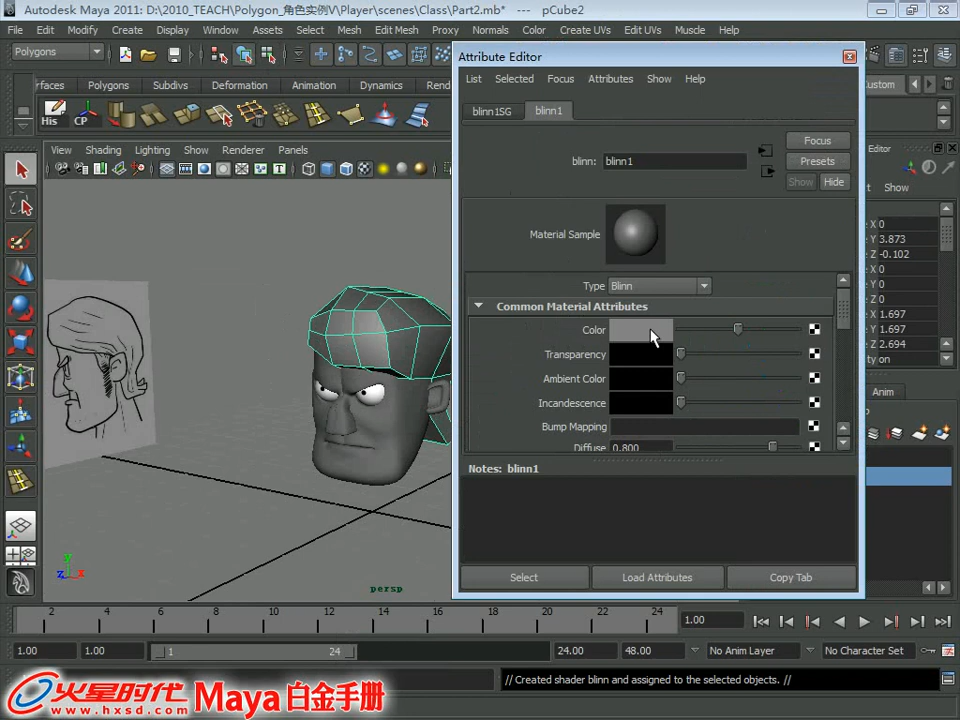 Autodesk Maya 2011: D:\2010_TEACH\Polygon_角色实例V\Player\scenes\Class\Part2.mb* --- pCube2
File Edit Modify Create Display Window Assets Select Mesh Edit Mesh Proxy Normals Color Create UVs Edit UVs Muscle Help
Polygons
Attribute Editor
List Selected Focus Attributes Show Help
Custom
rfaces Polygons Subdivs Deformation Animation Dynamics Rend
His CP
blinn1SG blinn1
View Shading Lighting Show Renderer Panels
Editor
blinn: blinn1
Focus
Presets
Show Hide
Show
Material Sample
X 0
Y 3.873
Z -0.102
X 0
Y 0
Z 0
X 1.697
Y 1.697
Z 2.694
ty on
Type Blinn
Common Material Attributes
Color
Transparency
Ambient Color
Incandescence
Bump Mapping
Diffuse 0.800
Anim
Notes: blinn1
Select Load Attributes Copy Tab
y
z x
persp
2 4 6 8 10 12 14 16 18 20 22 24
1.00
1.00 1.00 1 24 24.00 48.00 No Anim Layer No Character Set
// Created shader blinn and assigned to the selected objects. //
火星时代 Maya 白金手册
www.hxsd.com